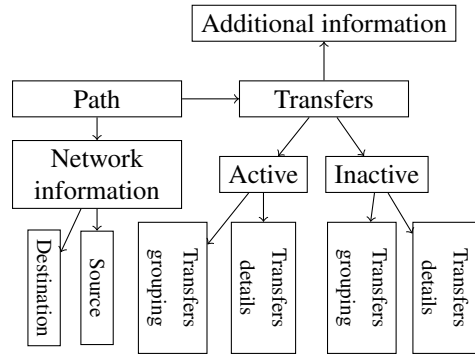 Additional information
Path
Transfers
Network
information
Active
Inactive
Destination
Source
Transfers
grouping
Transfers
details
Transfers
grouping
Transfers
details